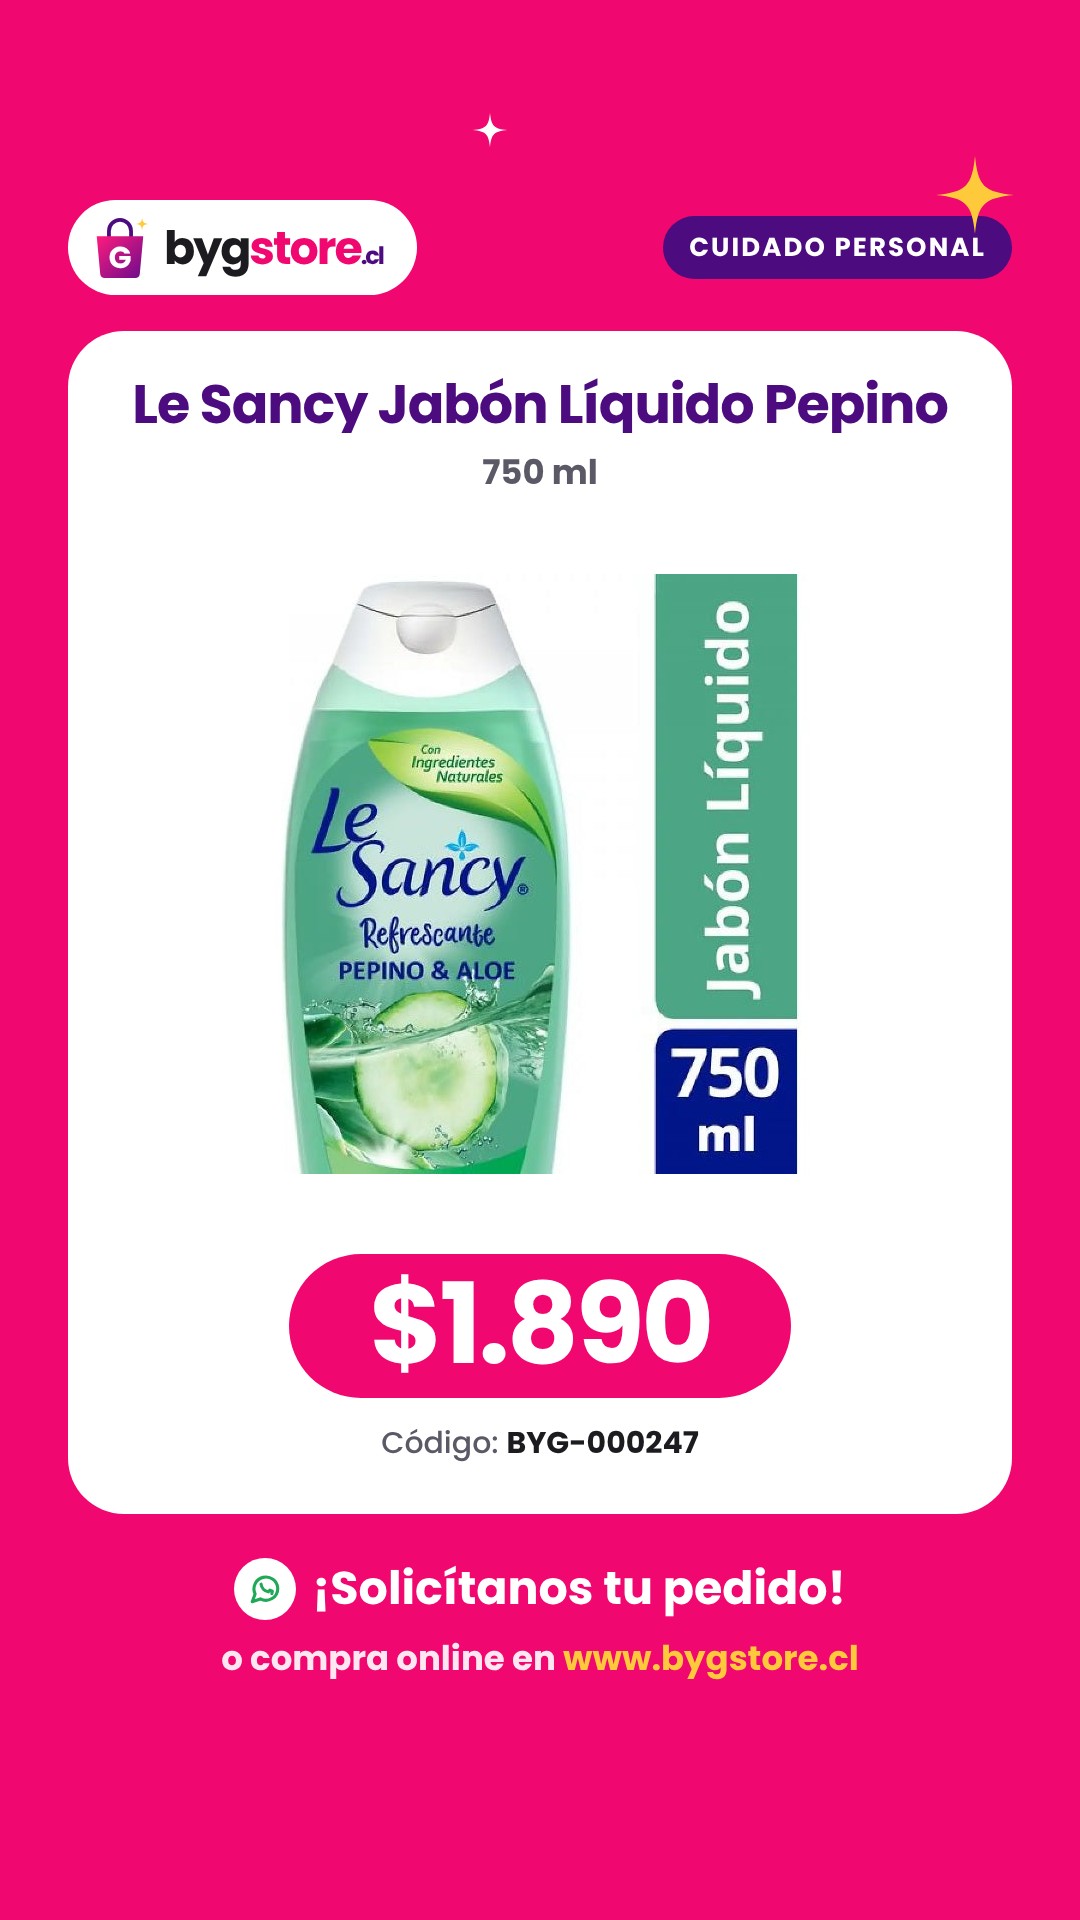 G bygstore.cl
CUIDADO PERSONAL
Le Sancy Jabón Líquido Pepino
750 ml
Con
Ingredientes
Naturales
Le
Sancy®
Refrescante
PEPINO & ALOE
Jabón Líquido
750
ml
$1.890
Código: BYG-000247
¡Solicítanos tu pedido!
o compra online en www.bygstore.cl